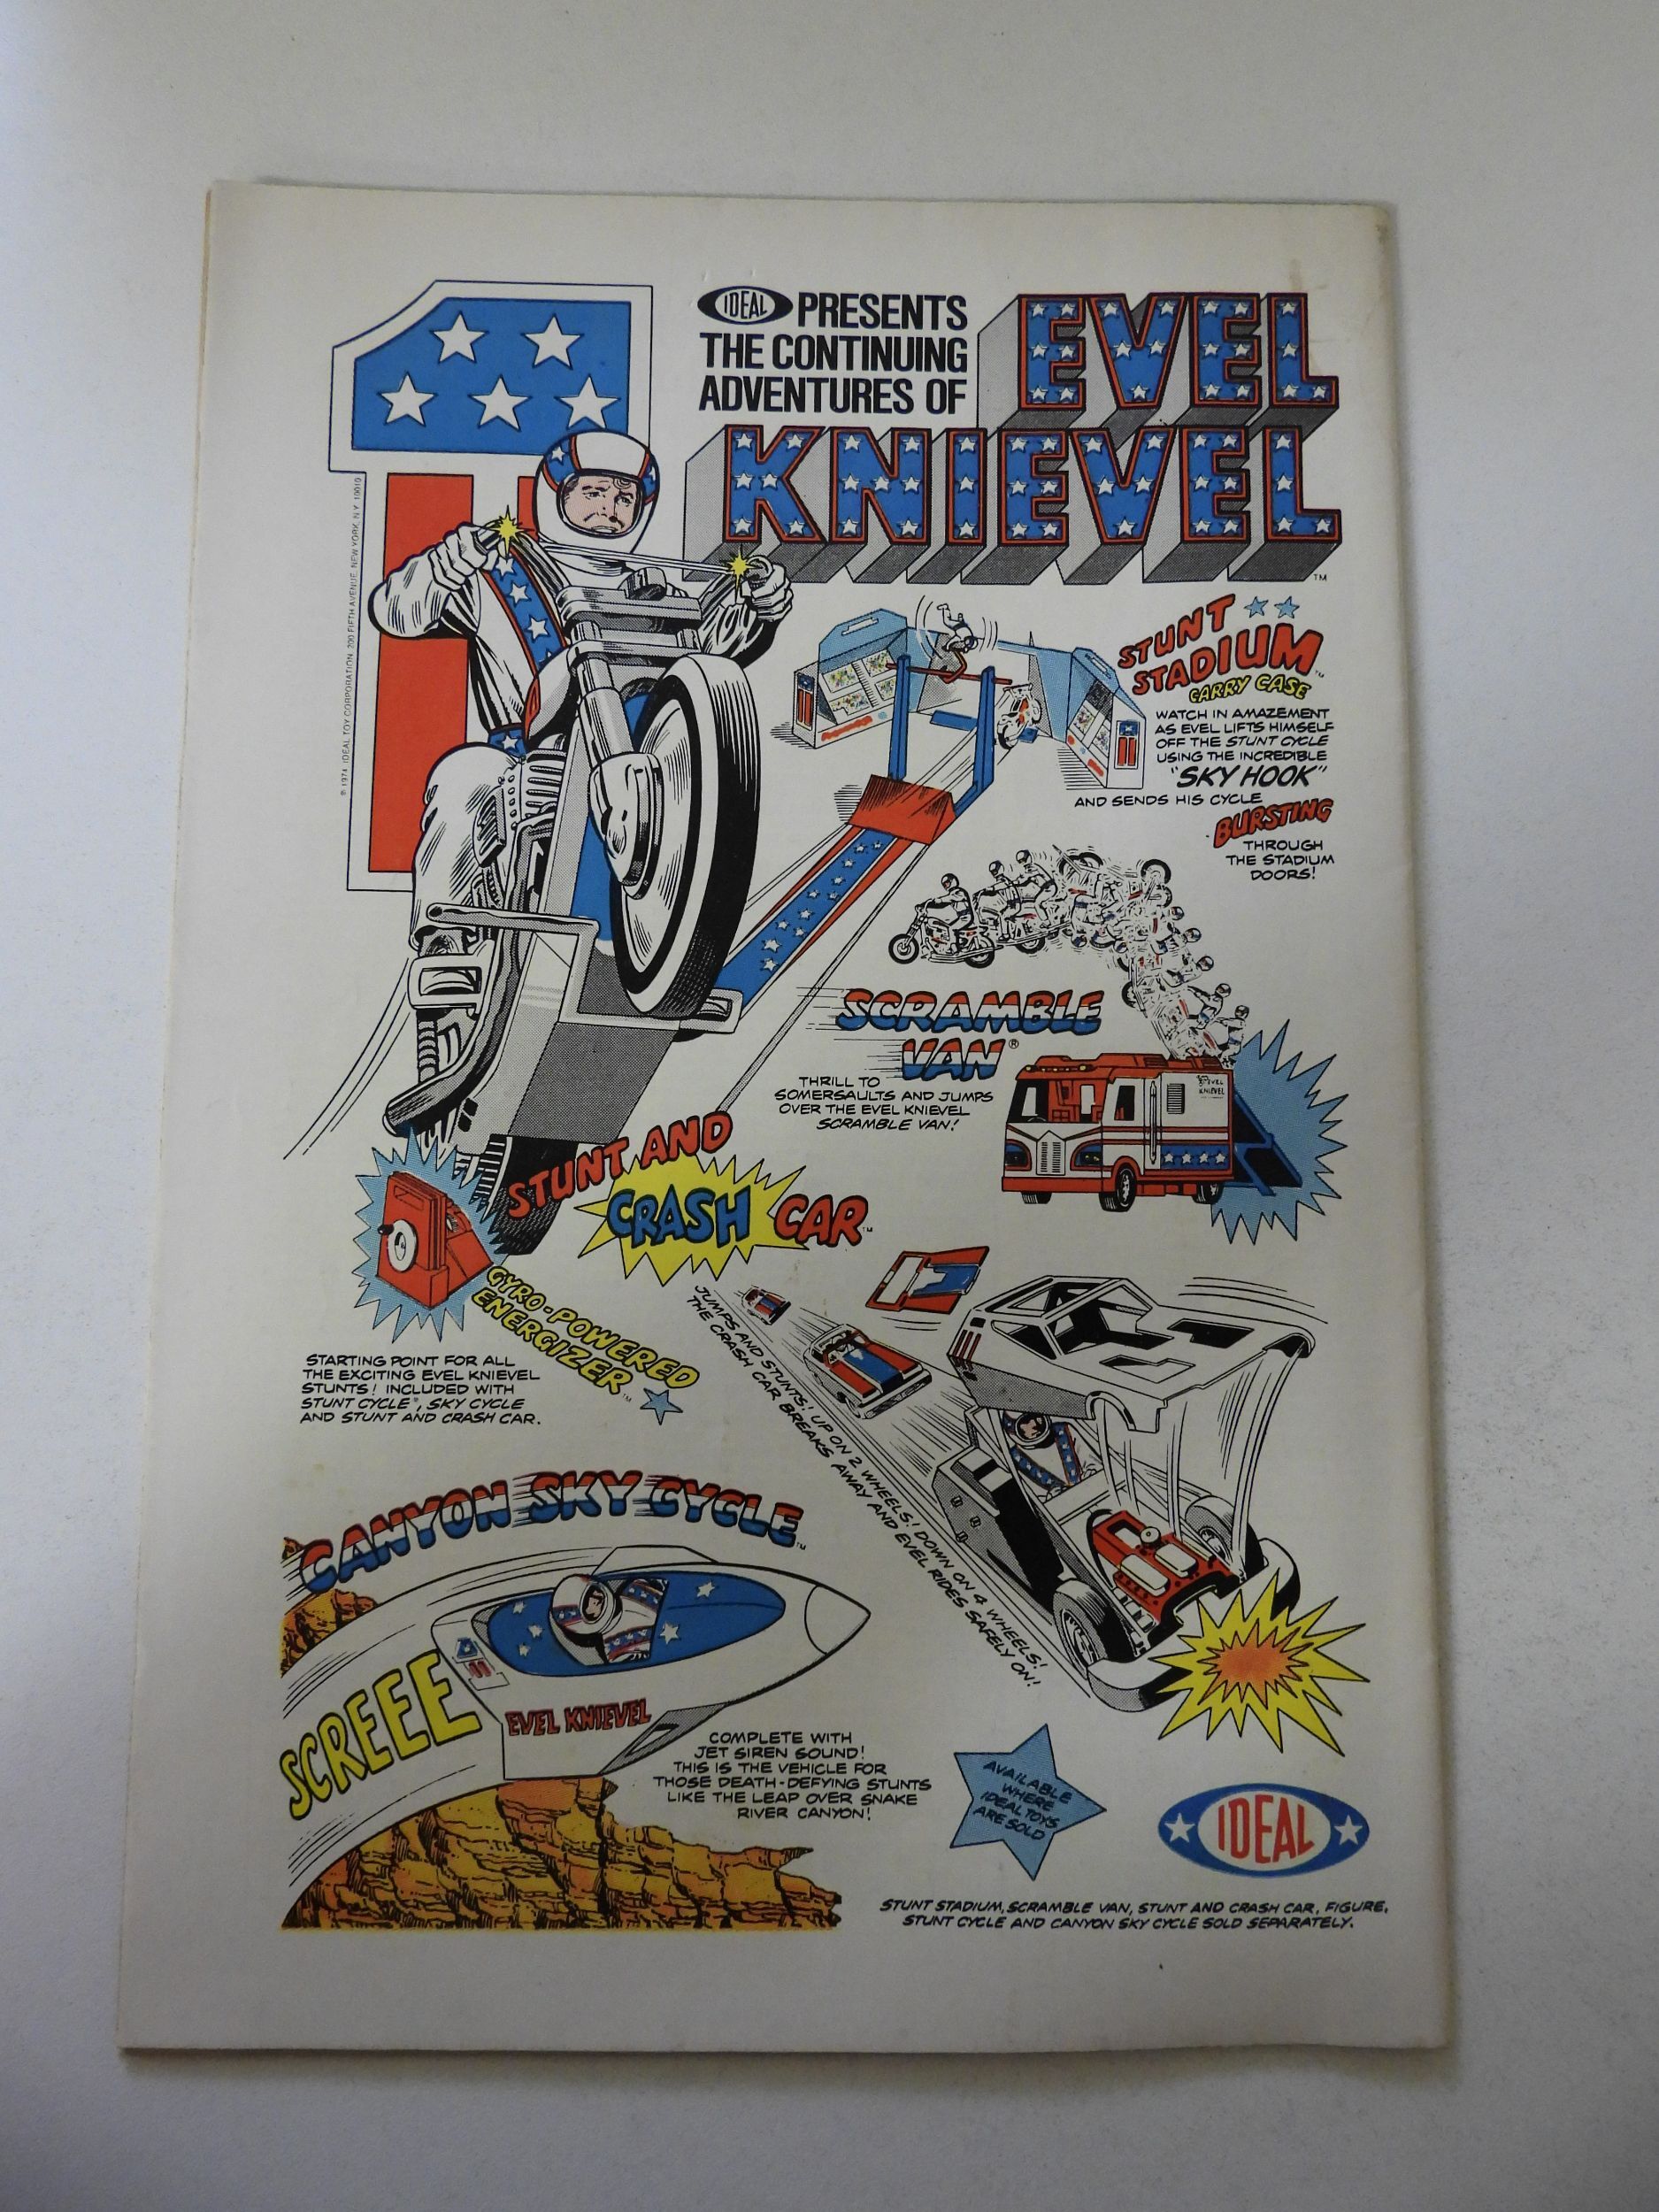 IDEAL PRESENTS
THE CONTINUING
ADVENTURES OF
EVEL
KNIEVEL™
© 1974 IDEAL TOY CORPORATION, 200 FIFTH AVENUE, NEW YORK, N.Y. 10010
1
STUNT
STADIUM™
CARRY CASE
WATCH IN AMAZEMENT
AS EVEL LIFTS HIMSELF
OFF THE STUNT CYCLE
USING THE INCREDIBLE
"SKY HOOK"
AND SENDS HIS CYCLE
BURSTING
THROUGH
THE STADIUM
DOORS!
SCRAMBLE
VAN®
THRILL TO
SOMERSAULTS AND JUMPS
OVER THE EVEL KNIEVEL
SCRAMBLE VAN!
EVEL
KNIEVEL
STUNT AND
CRASH CAR™
JUMPS AND STUNTS! UP ON 2 WHEELS! DOWN ON 4 WHEELS!
THE CRASH CAR BREAKS AWAY AND EVEL RIDES SAFELY ON!
GYRO-POWERED
ENERGIZER™
STARTING POINT FOR ALL
THE EXCITING EVEL KNIEVEL
STUNTS! INCLUDED WITH
STUNT CYCLE®, SKY CYCLE
AND STUNT AND CRASH CAR.
CANYON SKY CYCLE™
SCREEE
EVEL KNIEVEL
COMPLETE WITH
JET SIREN SOUND!
THIS IS THE VEHICLE FOR
THOSE DEATH-DEFYING STUNTS
LIKE THE LEAP OVER SNAKE
RIVER CANYON!
AVAILABLE
WHERE
IDEAL TOYS
ARE SOLD
IDEAL
STUNT STADIUM, SCRAMBLE VAN, STUNT AND CRASH CAR, FIGURE,
STUNT CYCLE AND CANYON SKY CYCLE SOLD SEPARATELY.